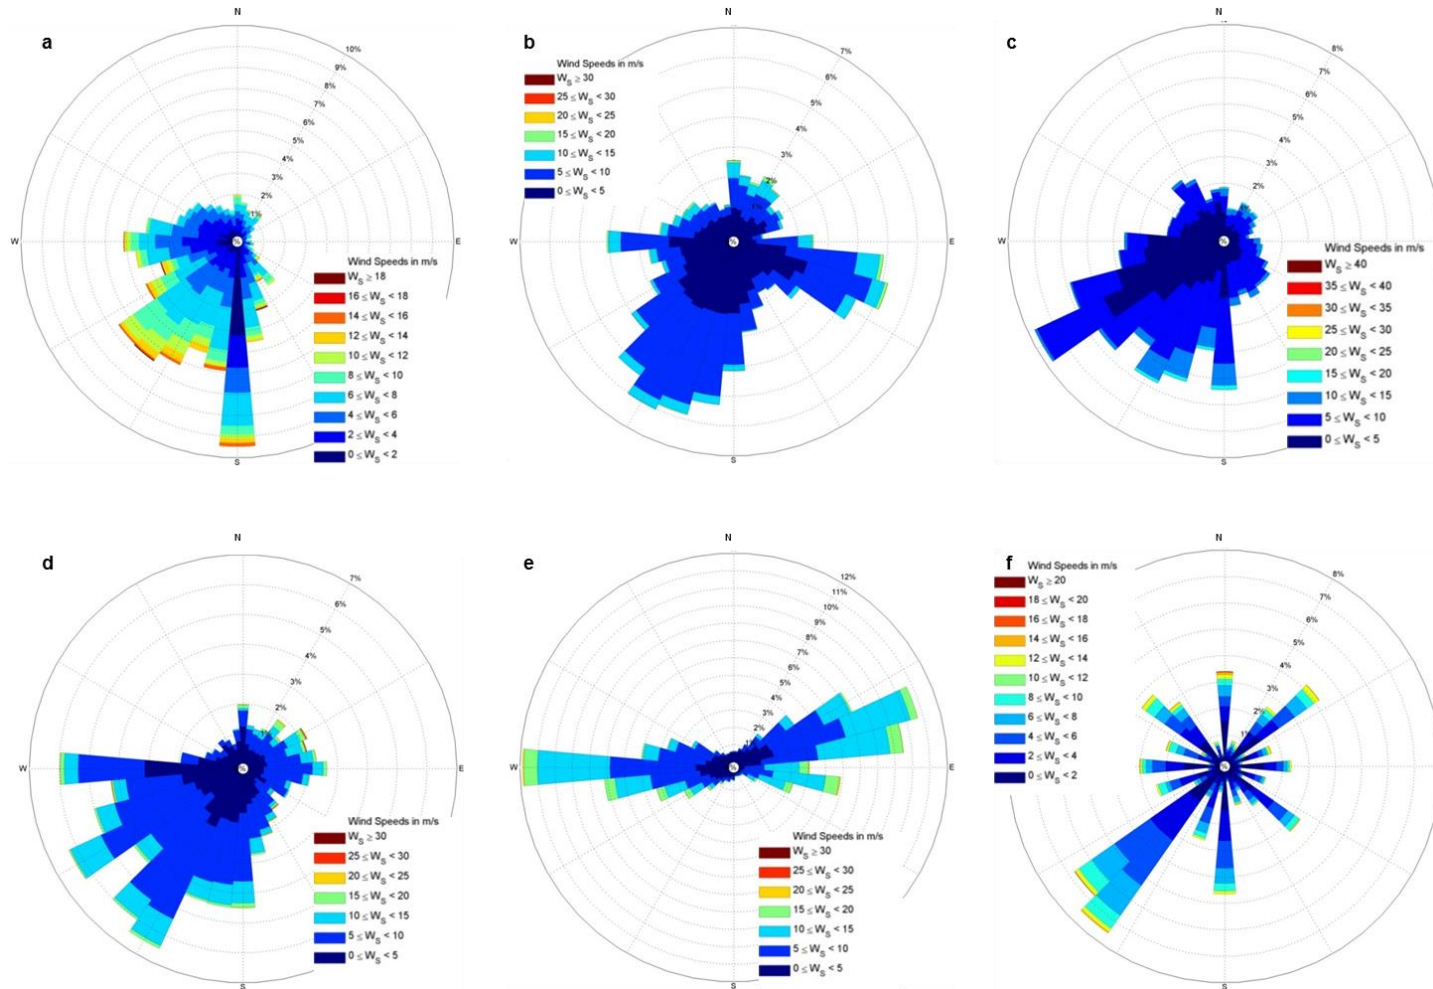 N
a
10%
9%
8%
7%
6%
5%
4%
3%
2%
1%
%
W
E
S
Wind Speeds in m/s
W_S ≥ 18
16 ≤ W_S < 18
14 ≤ W_S < 16
12 ≤ W_S < 14
10 ≤ W_S < 12
8 ≤ W_S < 10
6 ≤ W_S < 8
4 ≤ W_S < 6
2 ≤ W_S < 4
0 ≤ W_S < 2
N
b
7%
6%
5%
4%
3%
2%
1%
%
W
E
S
Wind Speeds in m/s
W_S ≥ 30
25 ≤ W_S < 30
20 ≤ W_S < 25
15 ≤ W_S < 20
10 ≤ W_S < 15
5 ≤ W_S < 10
0 ≤ W_S < 5
N
c
8%
7%
6%
5%
4%
3%
2%
%
W
S
Wind Speeds in m/s
W_S ≥ 40
35 ≤ W_S < 40
30 ≤ W_S < 35
25 ≤ W_S < 30
20 ≤ W_S < 25
15 ≤ W_S < 20
10 ≤ W_S < 15
5 ≤ W_S < 10
0 ≤ W_S < 5
N
d
7%
6%
5%
4%
3%
2%
1%
%
W
E
S
Wind Speeds in m/s
W_S ≥ 30
25 ≤ W_S < 30
20 ≤ W_S < 25
15 ≤ W_S < 20
10 ≤ W_S < 15
5 ≤ W_S < 10
0 ≤ W_S < 5
N
e
12%
11%
10%
9%
8%
7%
6%
5%
4%
3%
2%
1%
%
W
E
S
Wind Speeds in m/s
W_S ≥ 30
25 ≤ W_S < 30
20 ≤ W_S < 25
15 ≤ W_S < 20
10 ≤ W_S < 15
5 ≤ W_S < 10
0 ≤ W_S < 5
N
f
8%
7%
6%
5%
4%
3%
2%
1%
%
S
Wind Speeds in m/s
W_S ≥ 20
18 ≤ W_S < 20
16 ≤ W_S < 18
14 ≤ W_S < 16
12 ≤ W_S < 14
10 ≤ W_S < 12
8 ≤ W_S < 10
6 ≤ W_S < 8
4 ≤ W_S < 6
2 ≤ W_S < 4
0 ≤ W_S < 2